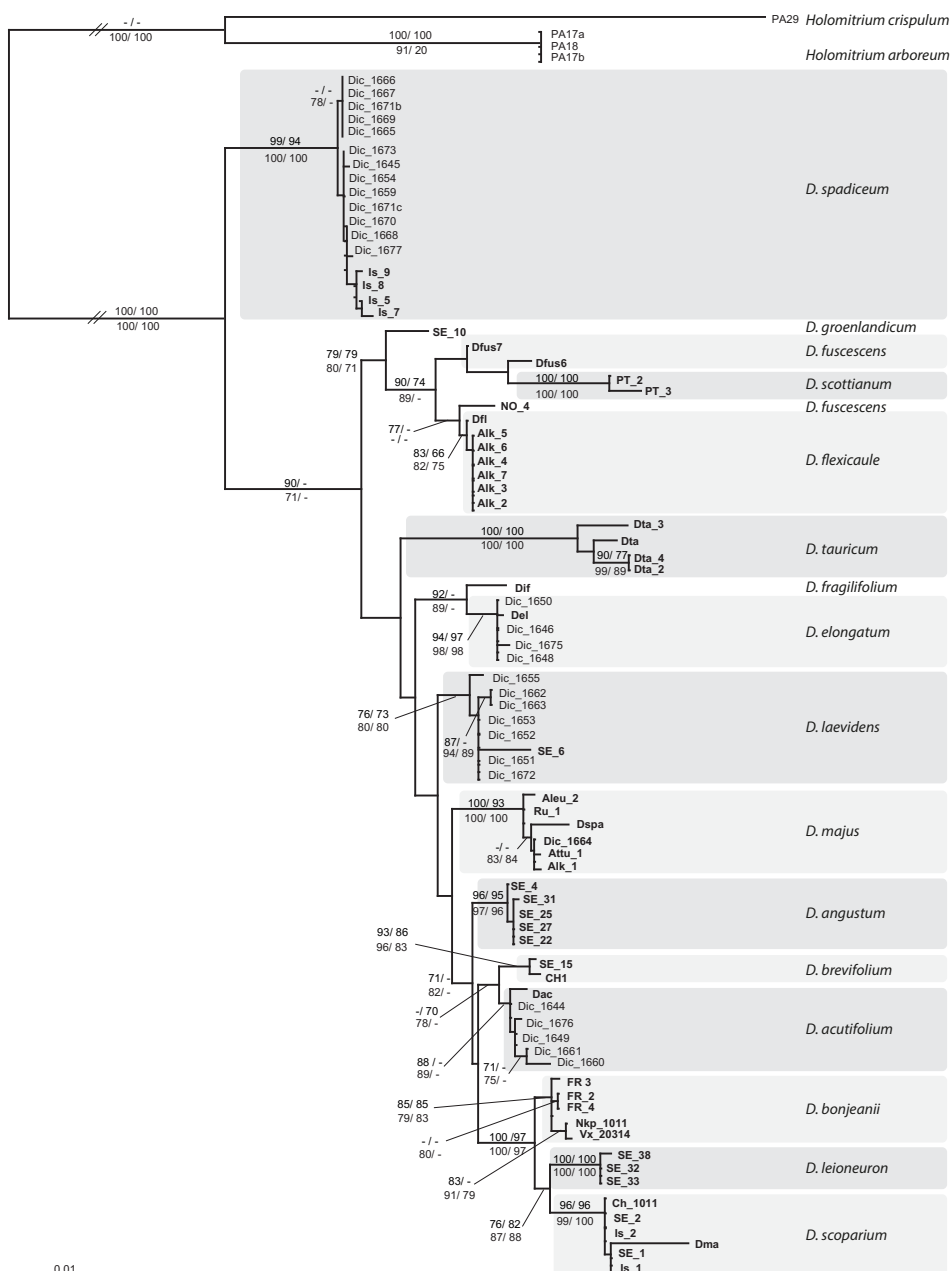 - / -
100/ 100
PA29 Holomitrium crispulum
100/ 100
91/ 20
PA17a
PA18
PA17b
Holomitrium arboreum
Dic_1666
Dic_1667
Dic_1671b
Dic_1669
Dic_1665
- / -
78/ -
99/ 94
100/ 100
Dic_1673
Dic_1645
Dic_1654
Dic_1659
Dic_1671c
Dic_1670
Dic_1668
Dic_1677
Is_9
Is_8
Is_5
Is_7
D. spadiceum
100/ 100
100/ 100
SE_10
D. groenlandicum
79/ 79
80/ 71
Dfus7
D. fuscescens
Dfus6
90/ 74
89/ -
100/ 100
100/ 100
PT_2
PT_3
D. scottianum
NO_4
D. fuscescens
77/ -
- / -
Dfl
83/ 66
82/ 75
Alk_5
Alk_6
Alk_4
Alk_7
Alk_3
Alk_2
D. flexicaule
90/ -
71/ -
100/ 100
100/ 100
Dta_3
Dta
90/ 77
99/ 89
Dta_4
Dta_2
D. tauricum
Dif
D. fragilifolium
92/ -
89/ -
Dic_1650
Del
Dic_1646
Dic_1675
Dic_1648
94/ 97
98/ 98
D. elongatum
Dic_1655
Dic_1662
Dic_1663
Dic_1653
Dic_1652
SE_6
Dic_1651
Dic_1672
76/ 73
80/ 80
87/ -
94/ 89
D. laevidens
100/ 93
100/ 100
Aleu_2
Ru_1
Dspa
Dic_1664
Attu_1
Alk_1
- / -
83/ 84
D. majus
96/ 95
97/ 96
SE_4
SE_31
SE_25
SE_27
SE_22
D. angustum
93/ 86
96/ 83
SE_15
CH1
D. brevifolium
71/ -
82/ -
-/ 70
78/ -
Dac
Dic_1644
Dic_1676
Dic_1649
Dic_1661
Dic_1660
88 / -
89/ -
71/ -
75/ -
D. acutifolium
85/ 85
79/ 83
FR 3
FR_2
FR_4
Nkp_1011
Vx_20314
- / -
80/ -
100 /97
100/ 97
D. bonjeanii
83/ -
91/ 79
100/ 100
100/ 100
SE_38
SE_32
SE_33
D. leioneuron
76/ 82
87/ 88
96/ 96
99/ 100
Ch_1011
SE_2
Is_2
Dma
SE_1
Is_1
D. scoparium
0.01